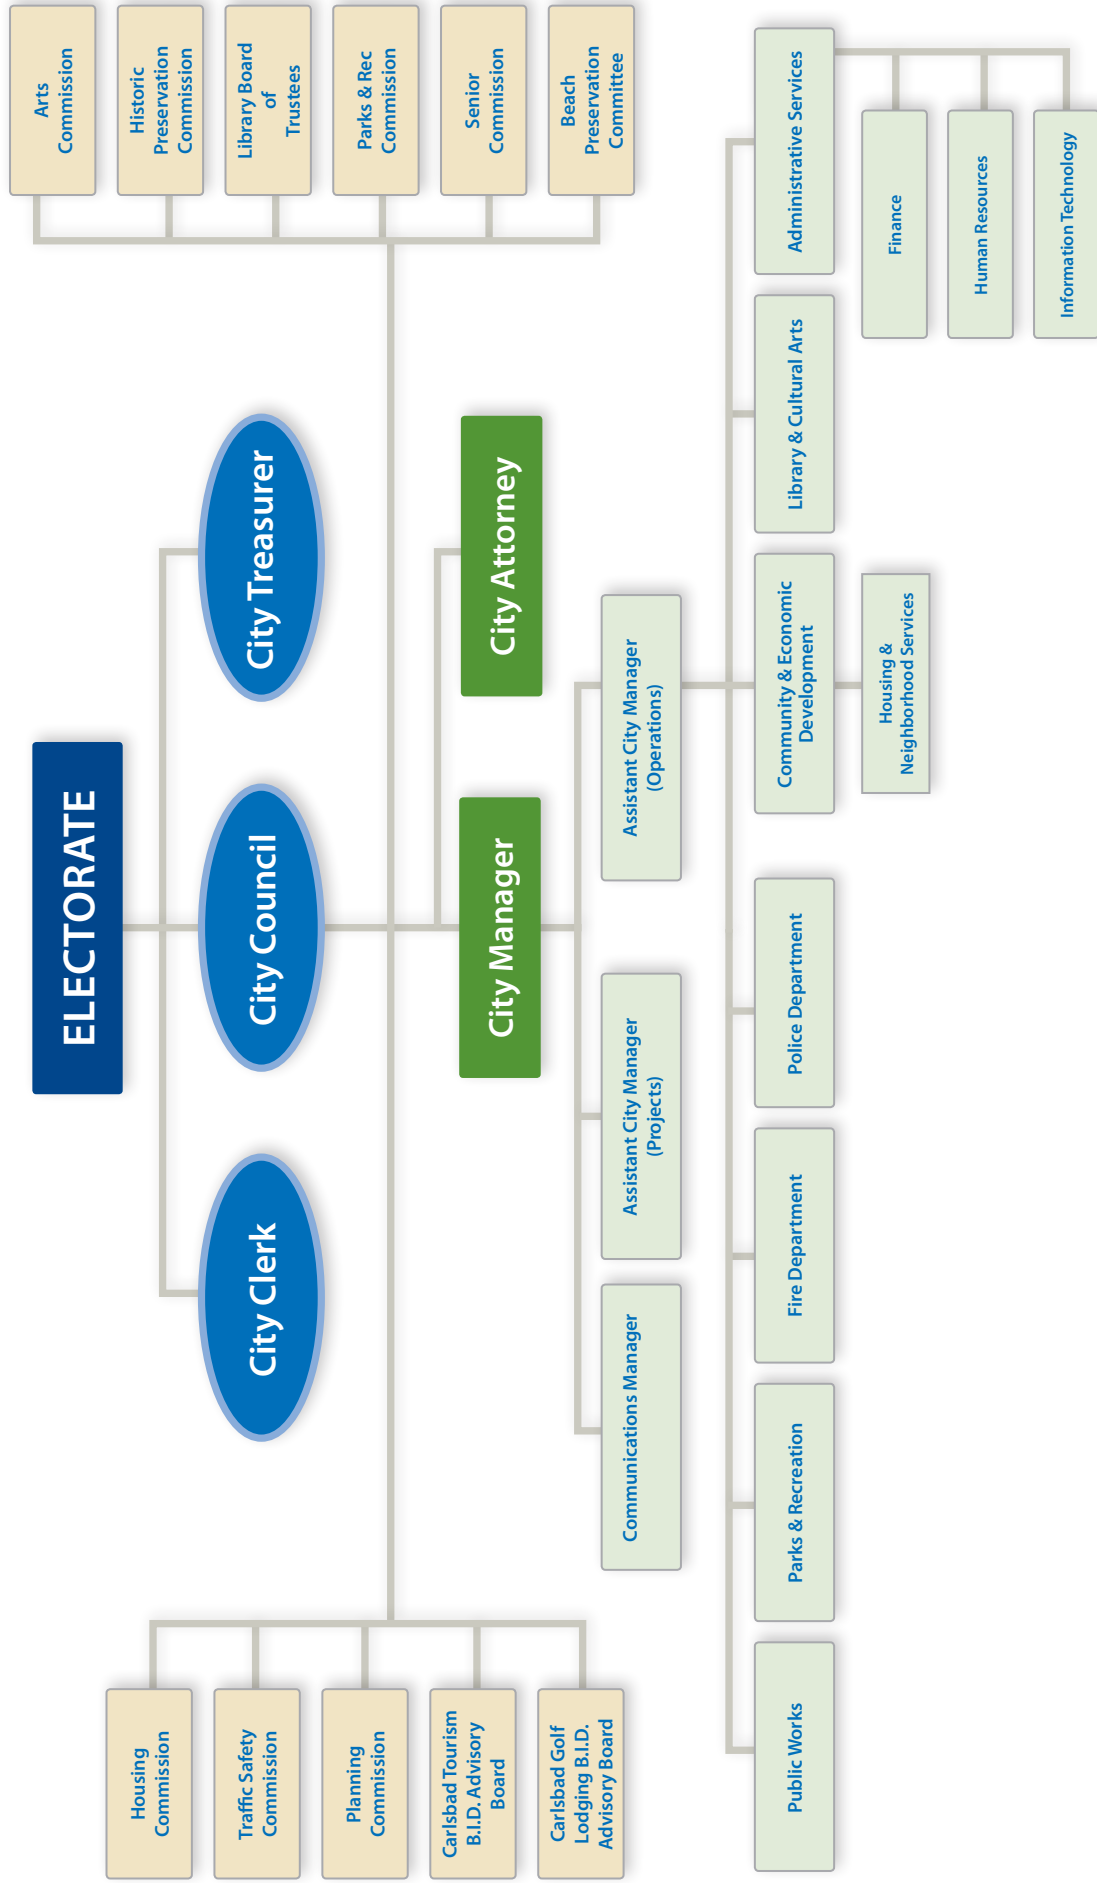 ELECTORATE
City Clerk
City Council
City Treasurer
Housing
Commission
Traffic Safety
Commission
Planning
Commission
Carlsbad Tourism
B.I.D. Advisory
Board
Carlsbad Golf
Lodging B.I.D.
Advisory Board
Arts
Commission
Historic
Preservation
Commission
Library Board
of
Trustees
Parks & Rec
Commission
Senior
Commission
Beach
Preservation
Committee
City Manager
City Attorney
Communications Manager
Assistant City Manager
(Projects)
Assistant City Manager
(Operations)
Public Works
Parks & Recreation
Fire Department
Police Department
Community & Economic
Development
Library & Cultural Arts
Administrative Services
Housing &
Neighborhood Services
Finance
Human Resources
Information Technology